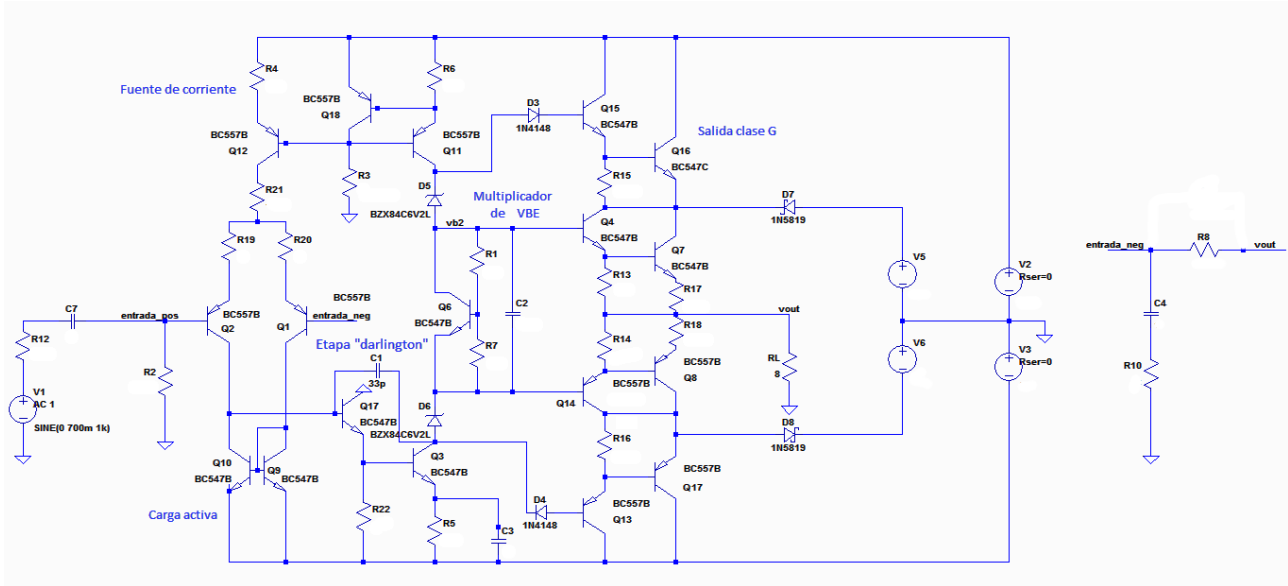 R4
R6
Fuente de corriente
BC557B
Q18
D3
1N4148
Q15
BC547B
Salida clase G
BC557B
Q12
BC557B
Q11
Q16
BC547C
R21
R3
R15
D5
BZX84C6V2L
Multiplicador
de VBE
D7
1N5819
vb2
Q4
BC547B
R19
R20
R1
Q7
BC547B
V5
V2
Rser=0
R8
entrada_neg
vout
C7
entrada_pos
BC557B
Q2
BC557B
entrada_neg
Q1
Q6
BC547B
C2
R13
R17
vout
C4
R12
Etapa "darlington"
R7
R14
R18
V6
V3
Rser=0
R2
C1
33p
BC557B
BC557B
Q8
RL
8
R10
V1
AC 1
SINE(0 700m 1k)
Q17
BC547B
D6
BZX84C6V2L
Q14
D8
1N5819
Q10
BC547B
Q9
BC547B
Q3
BC547B
R16
BC557B
Q17
Carga activa
R22
R5
C3
D4
1N4148
BC557B
Q13